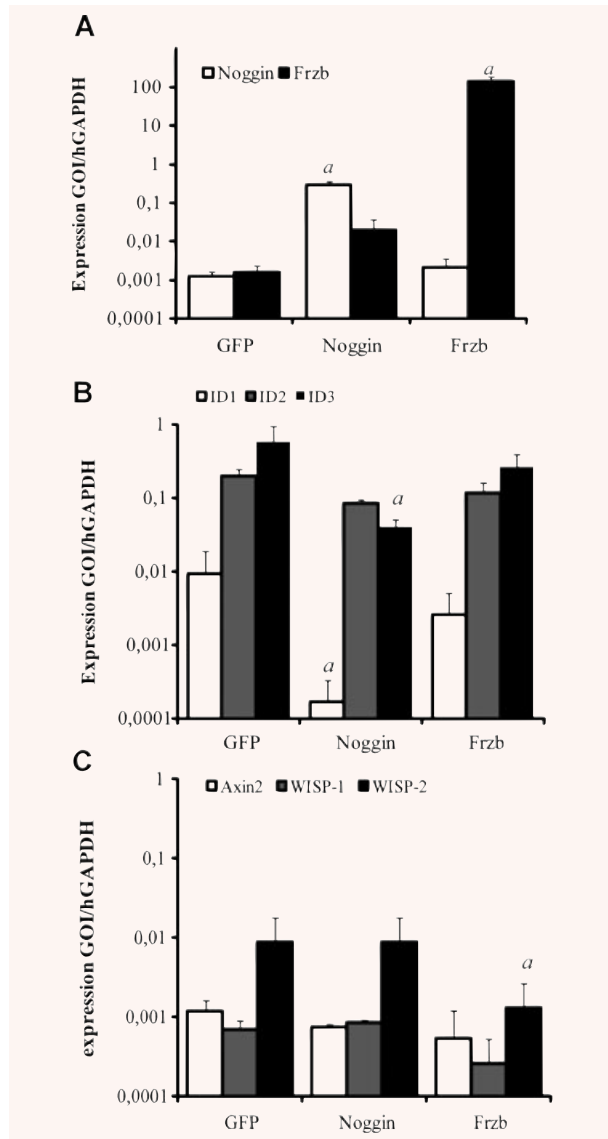 A
Noggin Frzb
Expression GOI/hGAPDH
100
10
1
0,1
0,01
0,001
0,0001
a
a
GFP Noggin Frzb
B
ID1 ID2 ID3
Expression GOI/hGAPDH
1
0,1
0,01
0,001
0,0001
a
a
GFP Noggin Frzb
C
Axin2 WISP-1 WISP-2
expression GOI/hGAPDH
1
0,1
0,01
0,001
0,0001
a
GFP Noggin Frzb